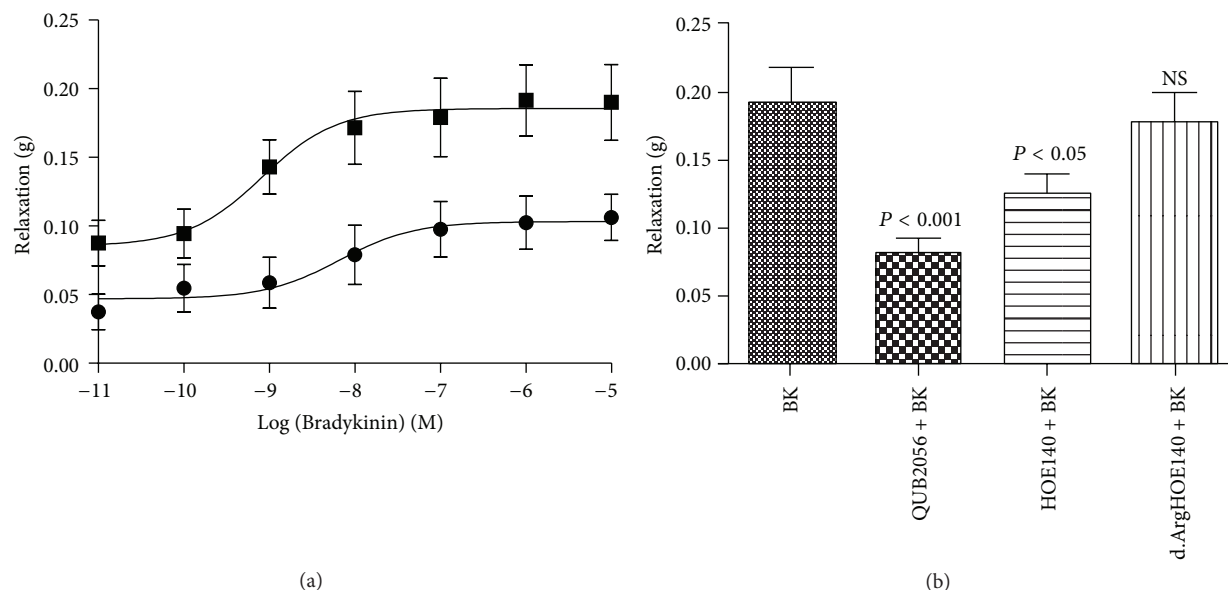 0.25
0.20
0.15
0.10
0.05
0.00
Relaxation (g)
−11
−10
−9
−8
−7
−6
−5
Log (Bradykinin) (M)
(a)
0.25
0.20
0.15
0.10
0.05
0.00
Relaxation (g)
P < 0.001
P < 0.05
NS
BK
QUB2056 + BK
HOE140 + BK
d.ArgHOE140 + BK
(b)